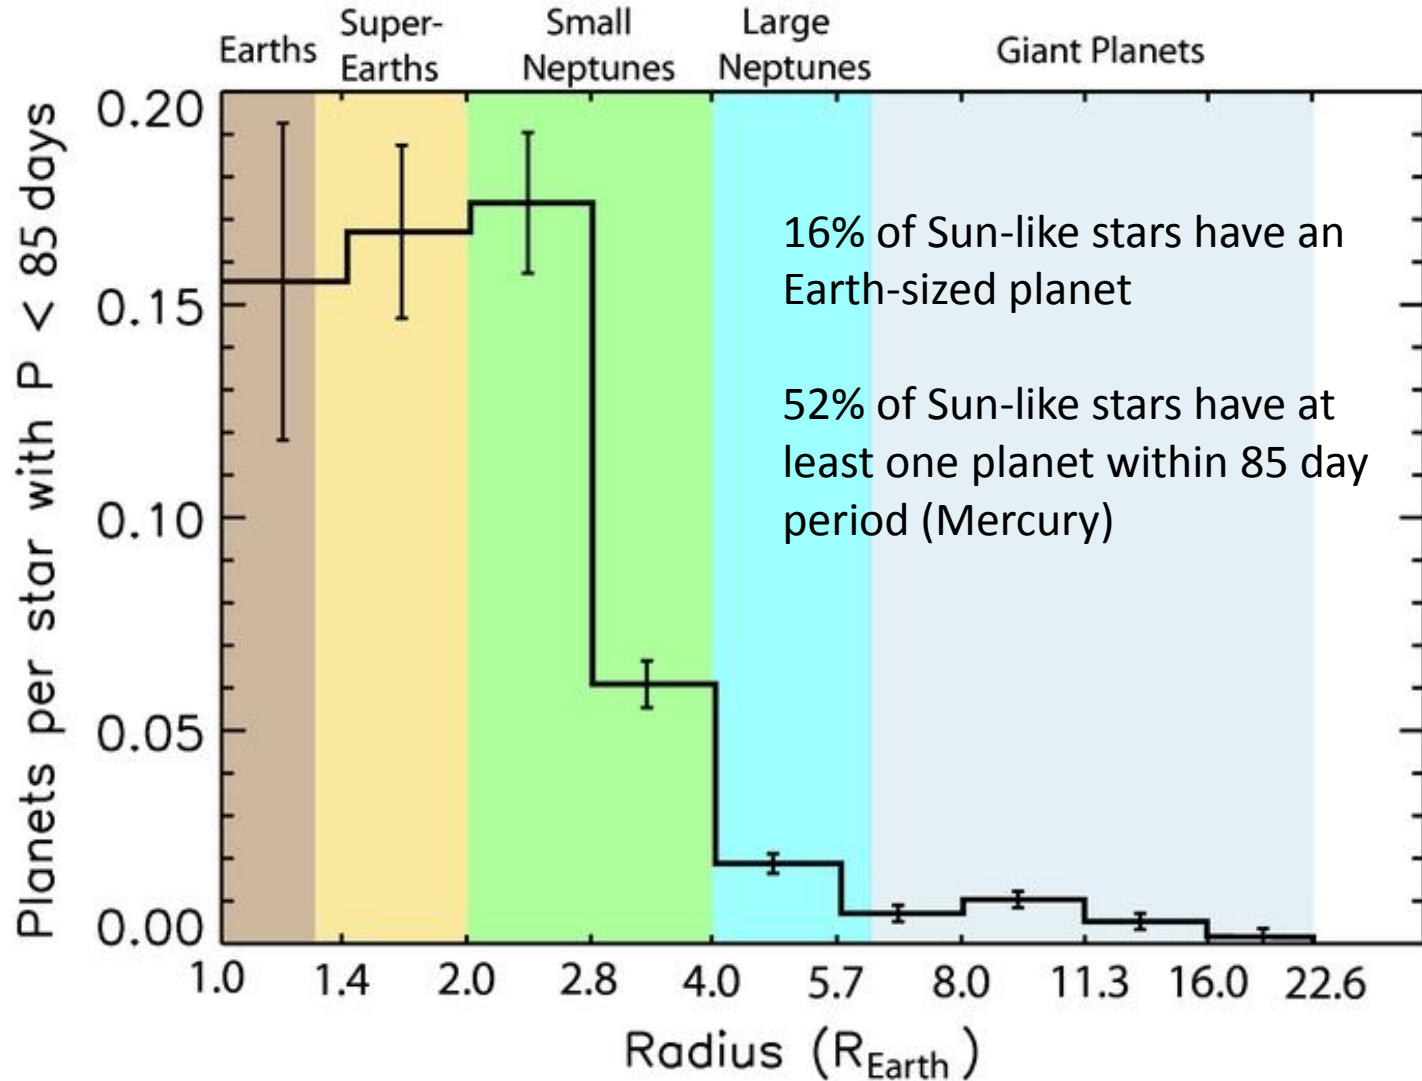 Earths
Super-
Earths
Small
Neptunes
Large
Neptunes
Giant Planets
Planets per star with P < 85 days
0.20
0.15
0.10
0.05
0.00
16% of Sun-like stars have an
Earth-sized planet
52% of Sun-like stars have at
least one planet within 85 day
period (Mercury)
1.0 1.4 2.0 2.8 4.0 5.7 8.0 11.3 16.0 22.6
Radius (R_Earth)